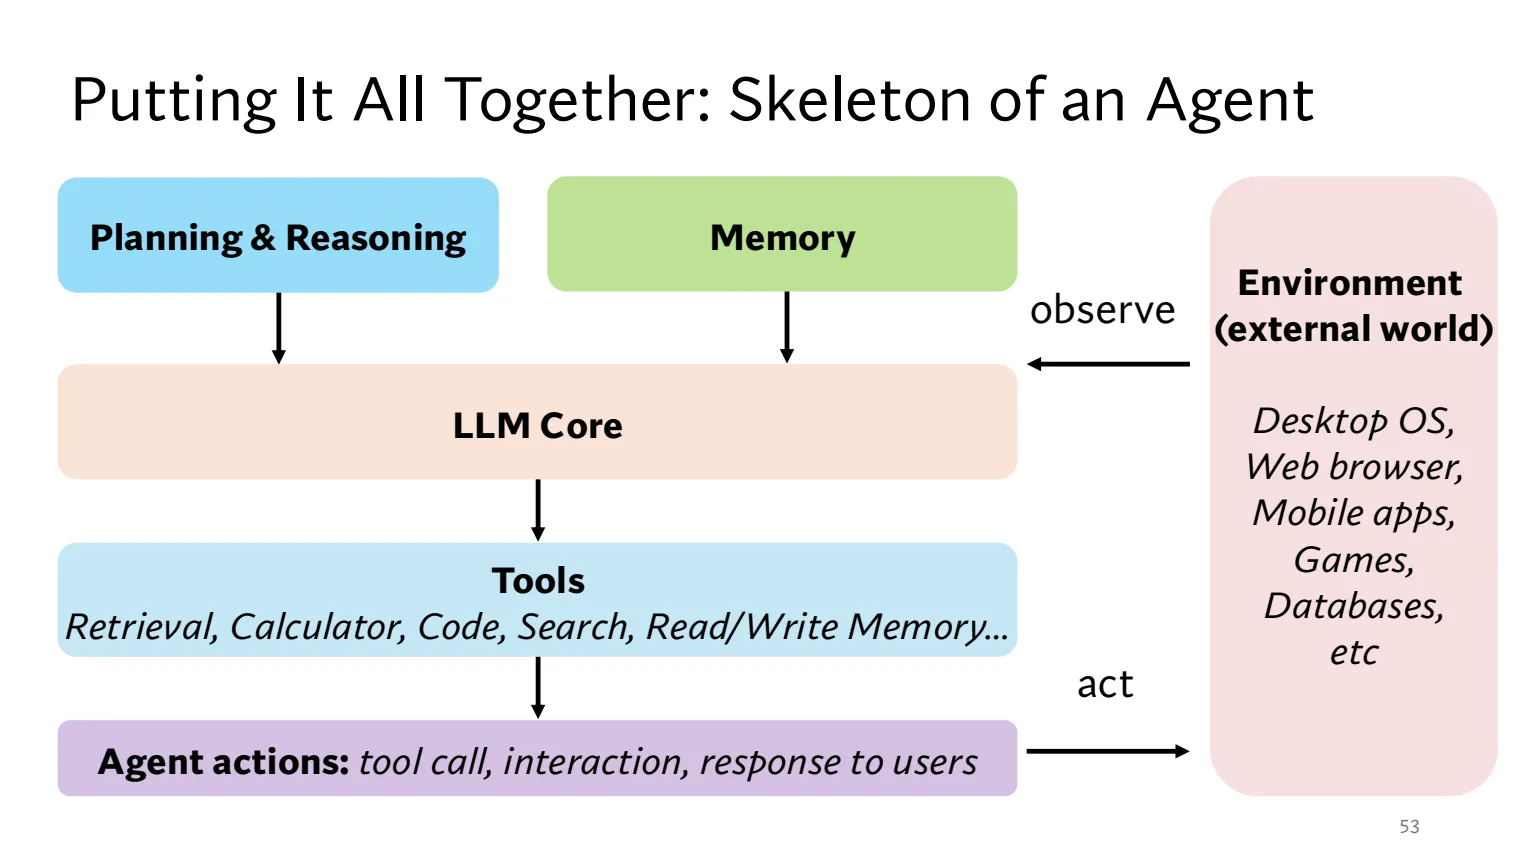 Putting It All Together: Skeleton of an Agent
Planning & Reasoning
Memory
observe
Environment
(external world)
LLM Core
Desktop OS,
Web browser,
Mobile apps,
Games,
Databases,
etc
Tools
Retrieval, Calculator, Code, Search, Read/Write Memory...
act
Agent actions: tool call, interaction, response to users
53